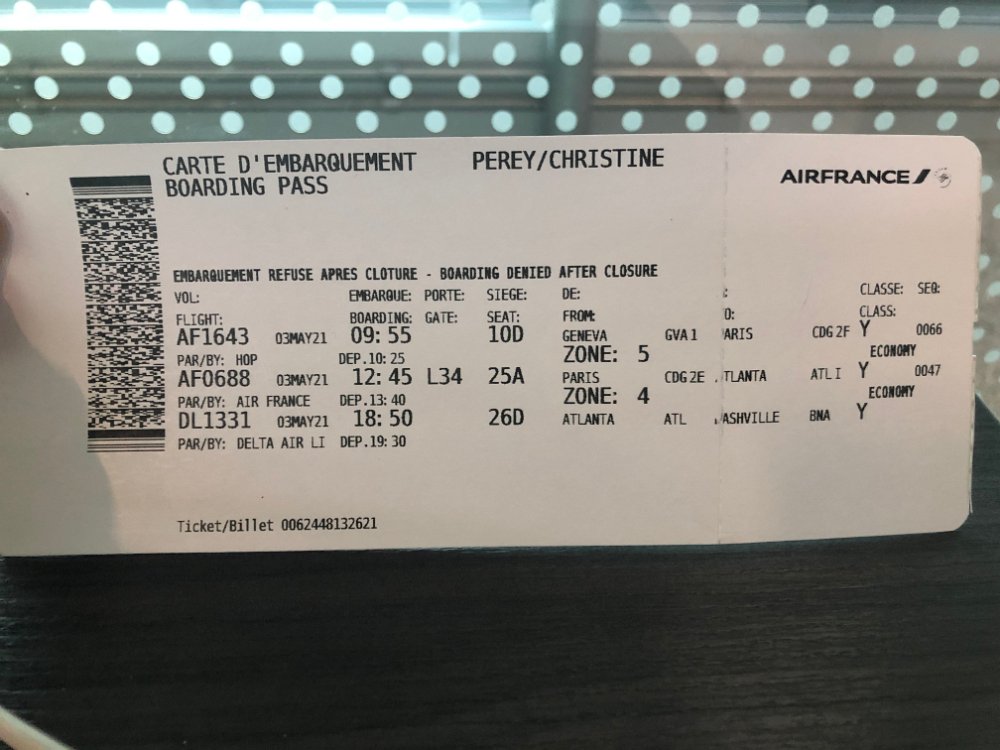 CARTE D'EMBARQUEMENT PEREY/CHRISTINE
BOARDING PASS
AIRFRANCE
EMBARQUEMENT REFUSE APRES CLOTURE - BOARDING DENIED AFTER CLOSURE
VOL: EMBARQUE: PORTE: SIEGE: DE: : CLASSE: SEQ:
FLIGHT: BOARDING: GATE: SEAT: FROM: O: CLASS:
AF1643 03MAY21 09:55 10D GENEVA GVA 1 ARIS CDG 2F Y 0066
PAR/BY: HOP DEP.10:25 ZONE: 5 ECONOMY
AF0688 03MAY21 12:45 L34 25A PARIS CDG 2E TLANTA ATL I Y 0047
PAR/BY: AIR FRANCE DEP.13:40 ZONE: 4 ECONOMY
DL1331 03MAY21 18:50 26D ATLANTA ATL ASHVILLE BNA Y
PAR/BY: DELTA AIR LI DEP.19:30
Ticket/Billet 0062448132621